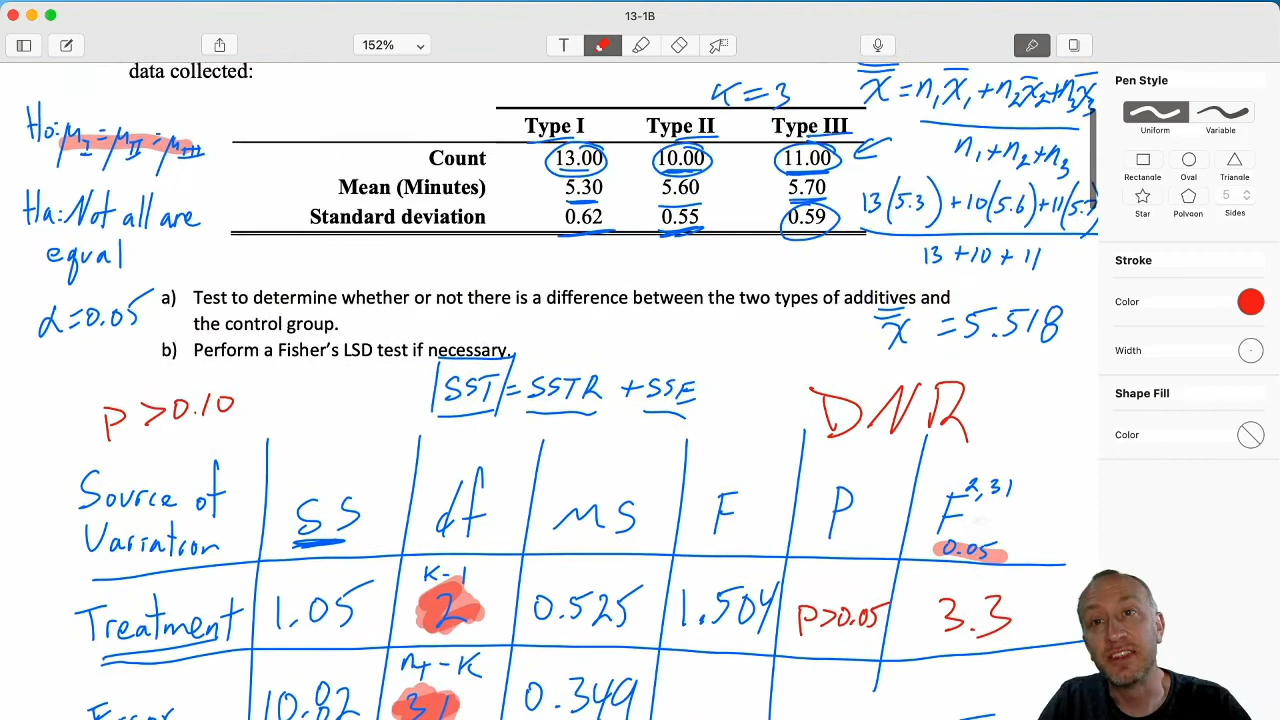 13-1B
152%
T
Pen Style
Uniform
Variable
Rectangle
Oval
Triangle
Star
Polygon
5
Sides
Stroke
Color
Width
Shape Fill
Color
data collected:
K = 3
x̿ = n₁x̄₁ + n₂x̄₂ + n₃x̄₃
n₁ + n₂ + n₃
H₀: μ_I = μ_II = μ_III
Type I Type II Type III
Count 13.00 10.00 11.00
Mean (Minutes) 5.30 5.60 5.70
Standard deviation 0.62 0.55 0.59
13(5.3) + 10(5.6) + 11(5.7)
13 + 10 + 11
Ha: Not all are
equal
α = 0.05
x̿ = 5.518
a) Test to determine whether or not there is a difference between the two types of additives and
the control group.
b) Perform a Fisher's LSD test if necessary.
SST = SSTR + SSE
P > 0.10
DNR
Source of
Variation SS df MS F P F 2, 31
0.05
K-1
Treatment 1.05 2 0.525 1.504 P>0.05 3.3
n_T - K
Error 10.82 31 0.349